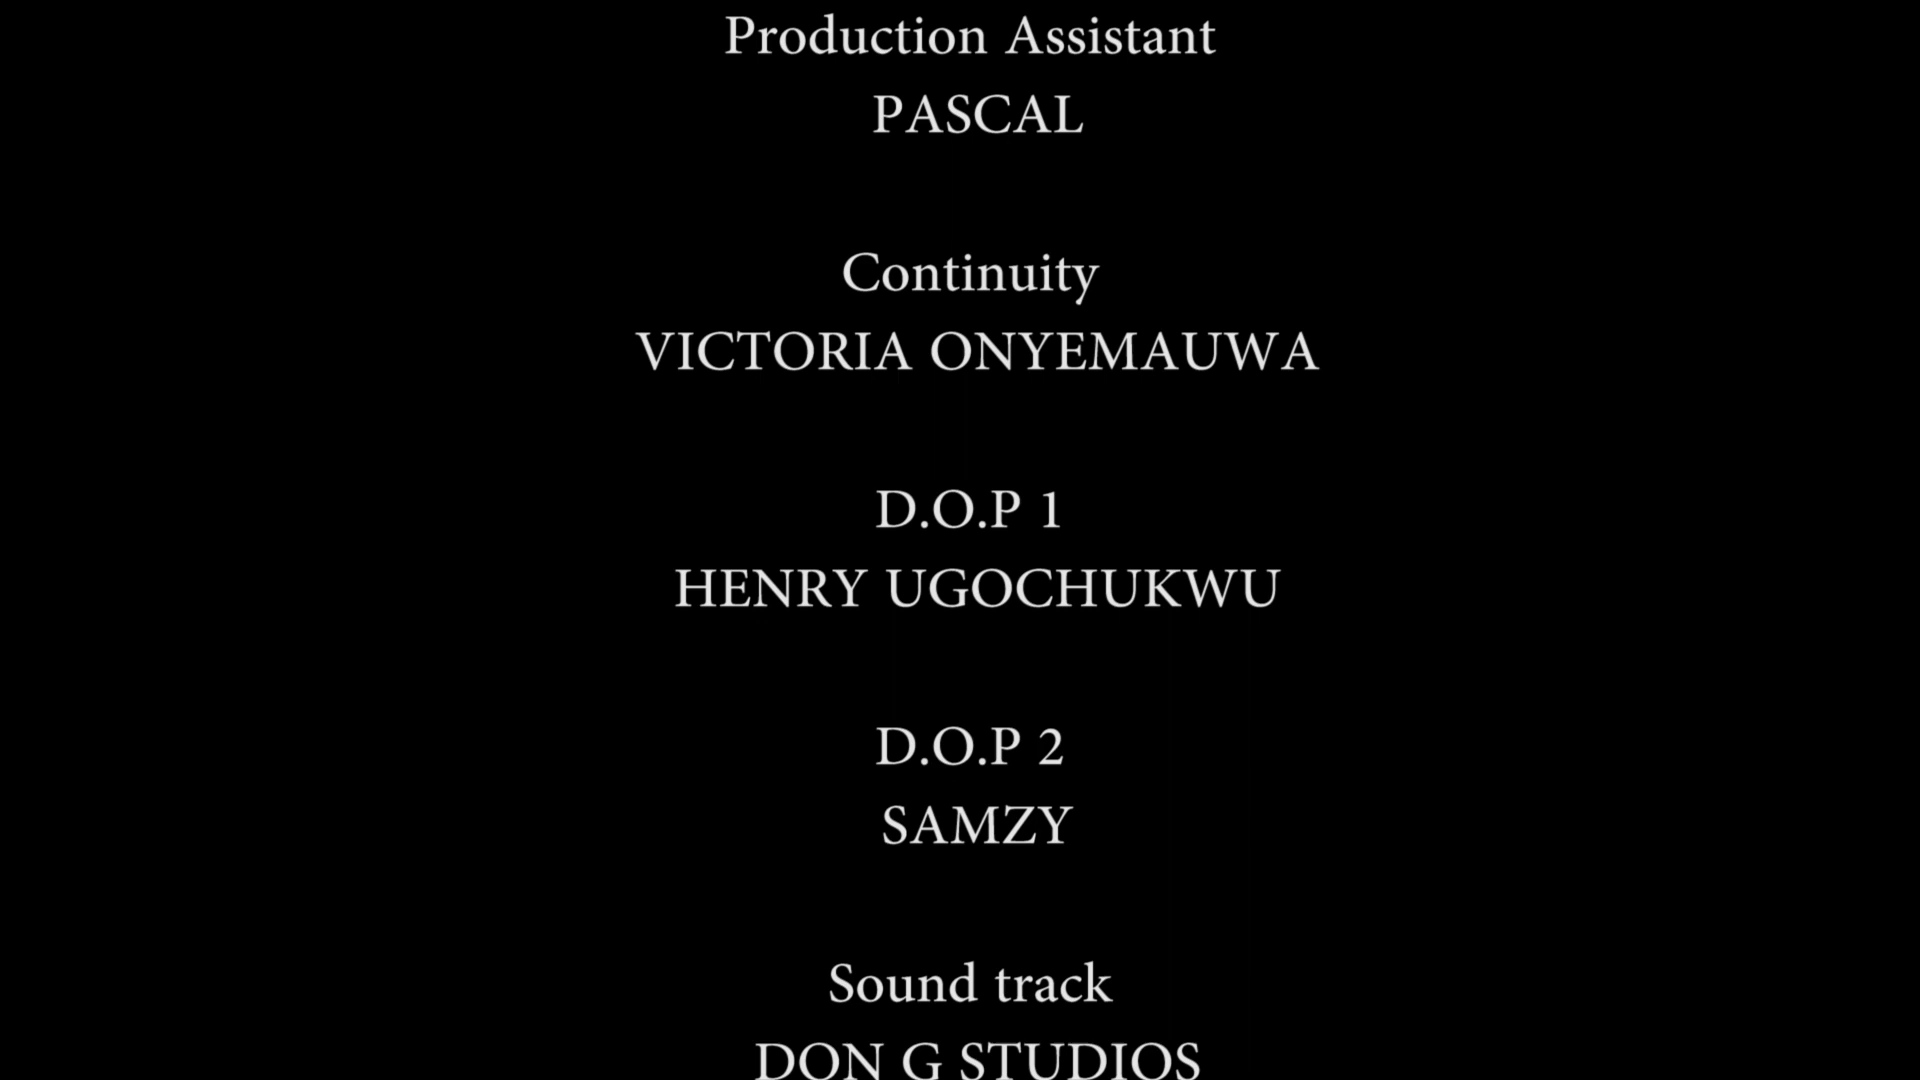 Production Assistant
PASCAL
Continuity
VICTORIA ONYEMAUWA
D.O.P 1
HENRY UGOCHUKWU
D.O.P 2
SAMZY
Sound track
DON G STUDIOS